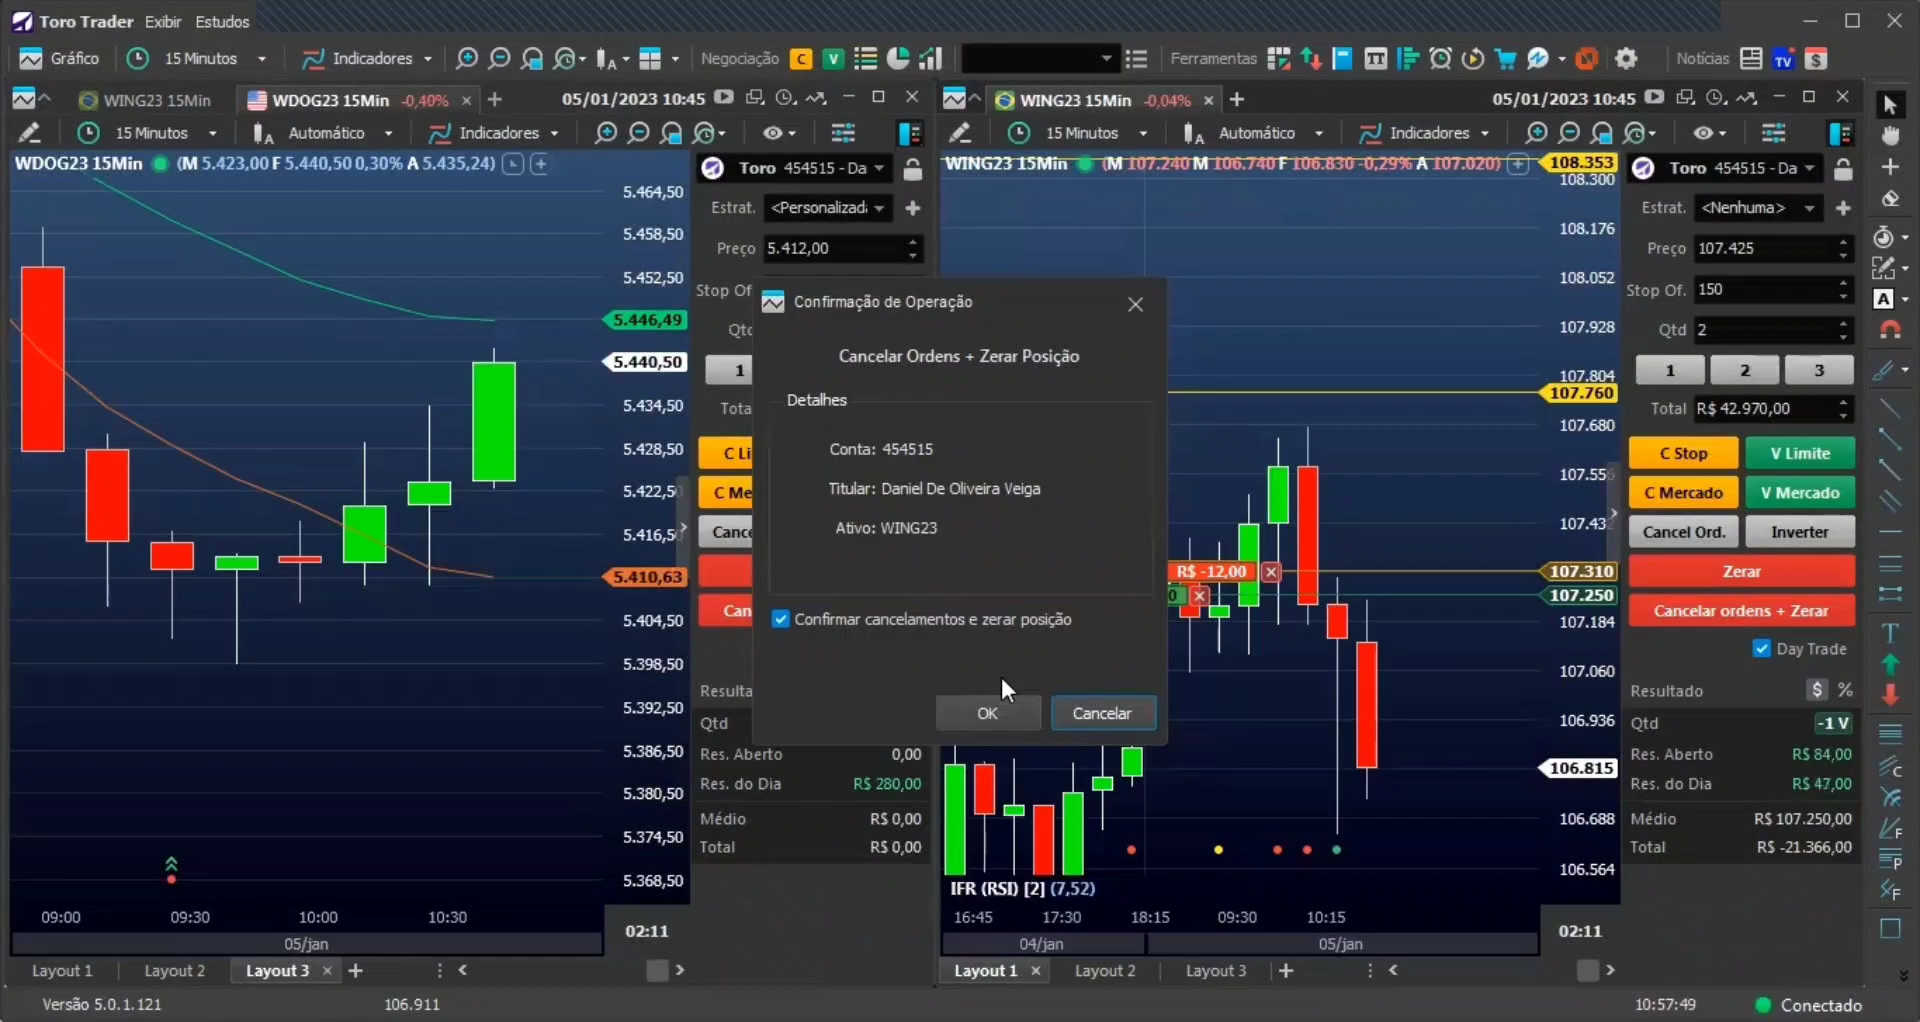 Toro Trader Exibir Estudos
Gráfico 15 Minutos Indicadores Negociação C V Ferramentas TT Notícias TV $
WING23 15Min WDOG23 15Min -0,40% × + 05/01/2023 10:45
15 Minutos Automático Indicadores
WDOG23 15Min (M 5.423,00 F 5.440,50 0,30% A 5.435,24)
5.464,50
5.458,50
5.452,50
5.446,49
5.440,50
5.434,50
5.428,50
5.422,5
5.416,5
5.410,63
5.404,50
5.398,50
5.392,50
5.386,50
5.380,50
5.374,50
5.368,50
09:00 09:30 10:00 10:30
05/jan
02:11
Toro 454515 - Da
Estrat. <Personalizad
Preço 5.412,00
Stop Of
Qtd
1
Tota
C Li
C Me
Cance
Can
Resulta
Qtd
Res. Aberto 0,00
Res. do Dia R$ 280,00
Médio R$ 0,00
Total R$ 0,00
Layout 1 Layout 2 Layout 3 × +
Confirmação de Operação
Cancelar Ordens + Zerar Posição
Detalhes
Conta: 454515
Titular: Daniel De Oliveira Veiga
Ativo: WING23
Confirmar cancelamentos e zerar posição
OK Cancelar
WING23 15Min -0,04% × + 05/01/2023 10:45
15 Minutos Automático Indicadores
WING23 15Min (M 107.240 M 106.740 F 106.830 -0,29% A 107.020)
108.353
108.300
108.176
108.052
107.928
107.804
107.760
107.680
107.556
107.432
107.310
107.250
107.184
107.060
106.936
106.815
106.688
106.564
R$ -12,00
0
IFR (RSI) [2] (7,52)
16:45 17:30 18:15 09:30 10:15
04/jan 05/jan
02:11
Toro 454515 - Da
Estrat. <Nenhuma>
Preço 107.425
Stop Of. 150
Qtd 2
1 2 3
Total R$ 42.970,00
C Stop V Limite
C Mercado V Mercado
Cancel Ord. Inverter
Zerar
Cancelar ordens + Zerar
Day Trade
Resultado $ %
Qtd -1 V
Res. Aberto R$ 84,00
Res. do Dia R$ 47,00
Médio R$ 107.250,00
Total R$ -21.366,00
Layout 1 × Layout 2 Layout 3 +
A
T
C
F
P
F
Versão 5.0.1.121 106.911 10:57:49 Conectado